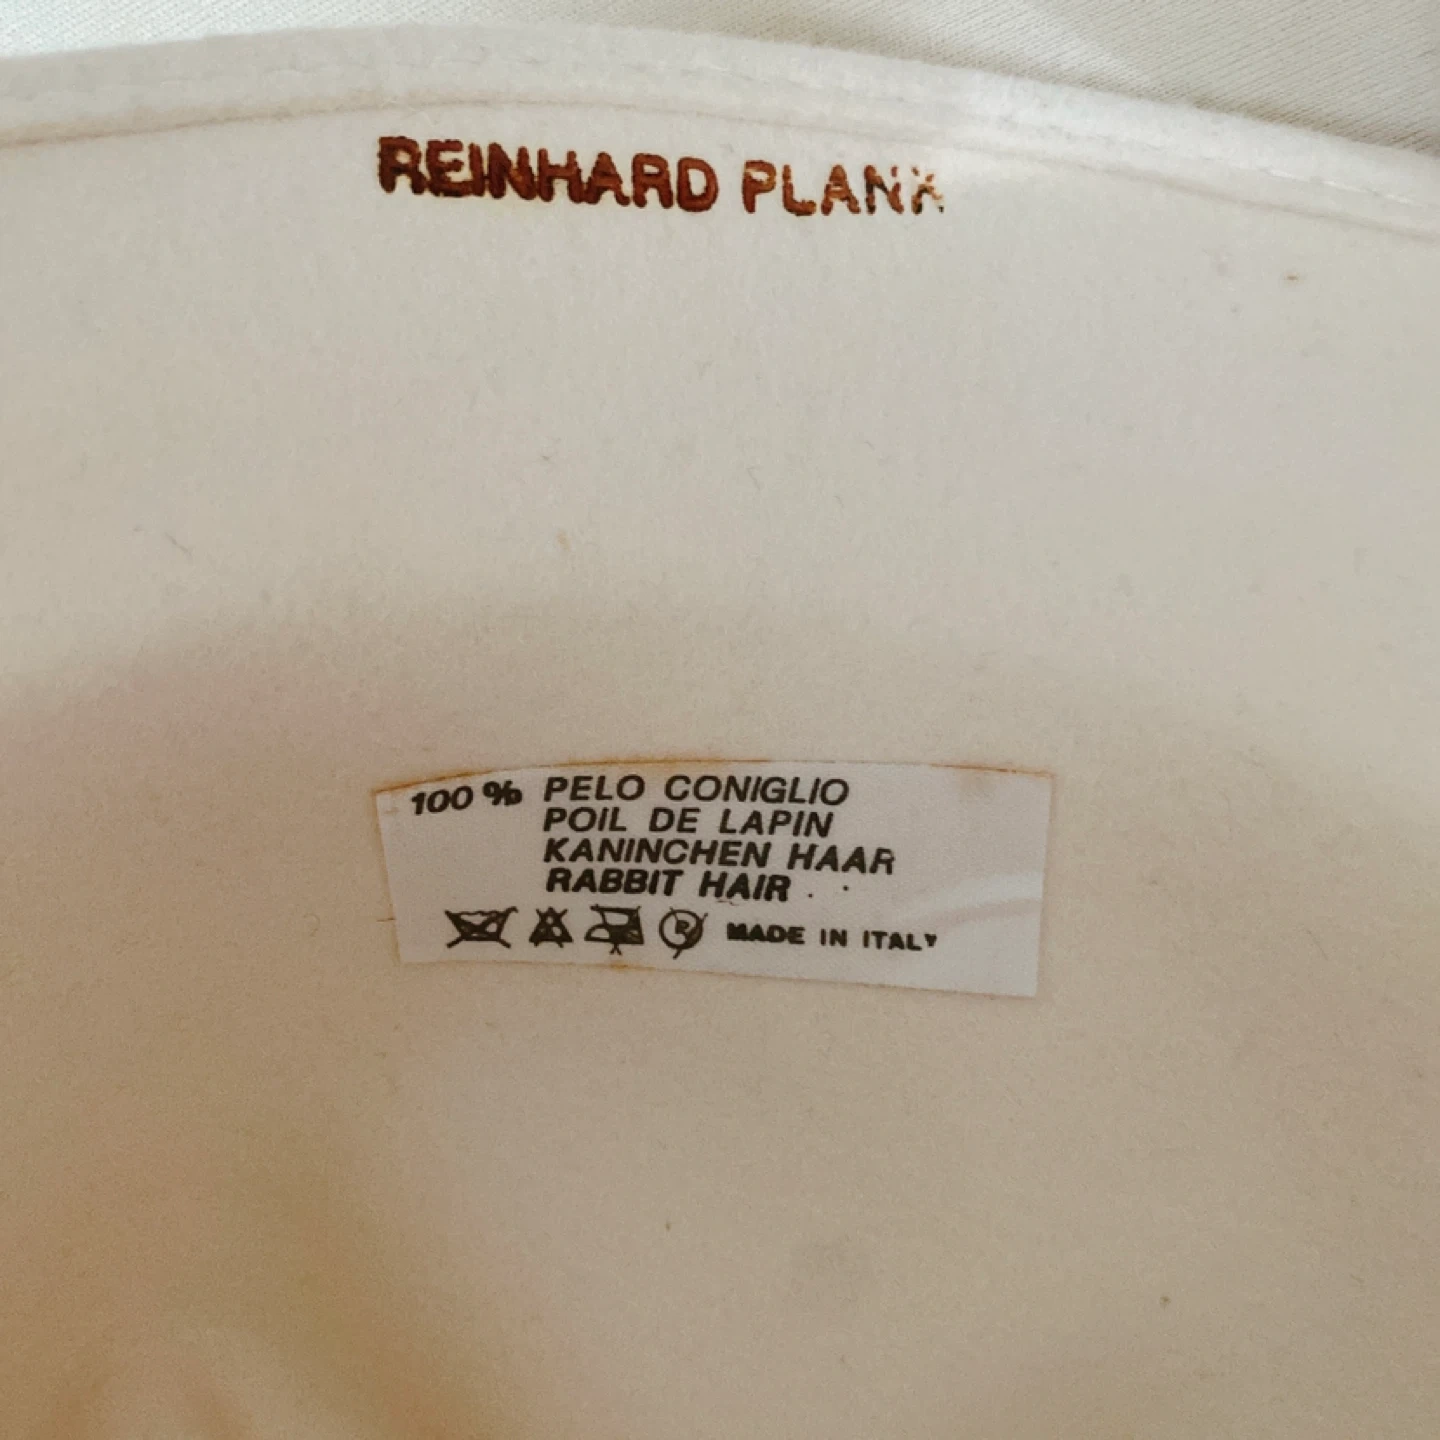 REINHARD PLANK
100 % PELO CONIGLIO
POIL DE LAPIN
KANINCHEN HAAR
RABBIT HAIR
MADE IN ITALY